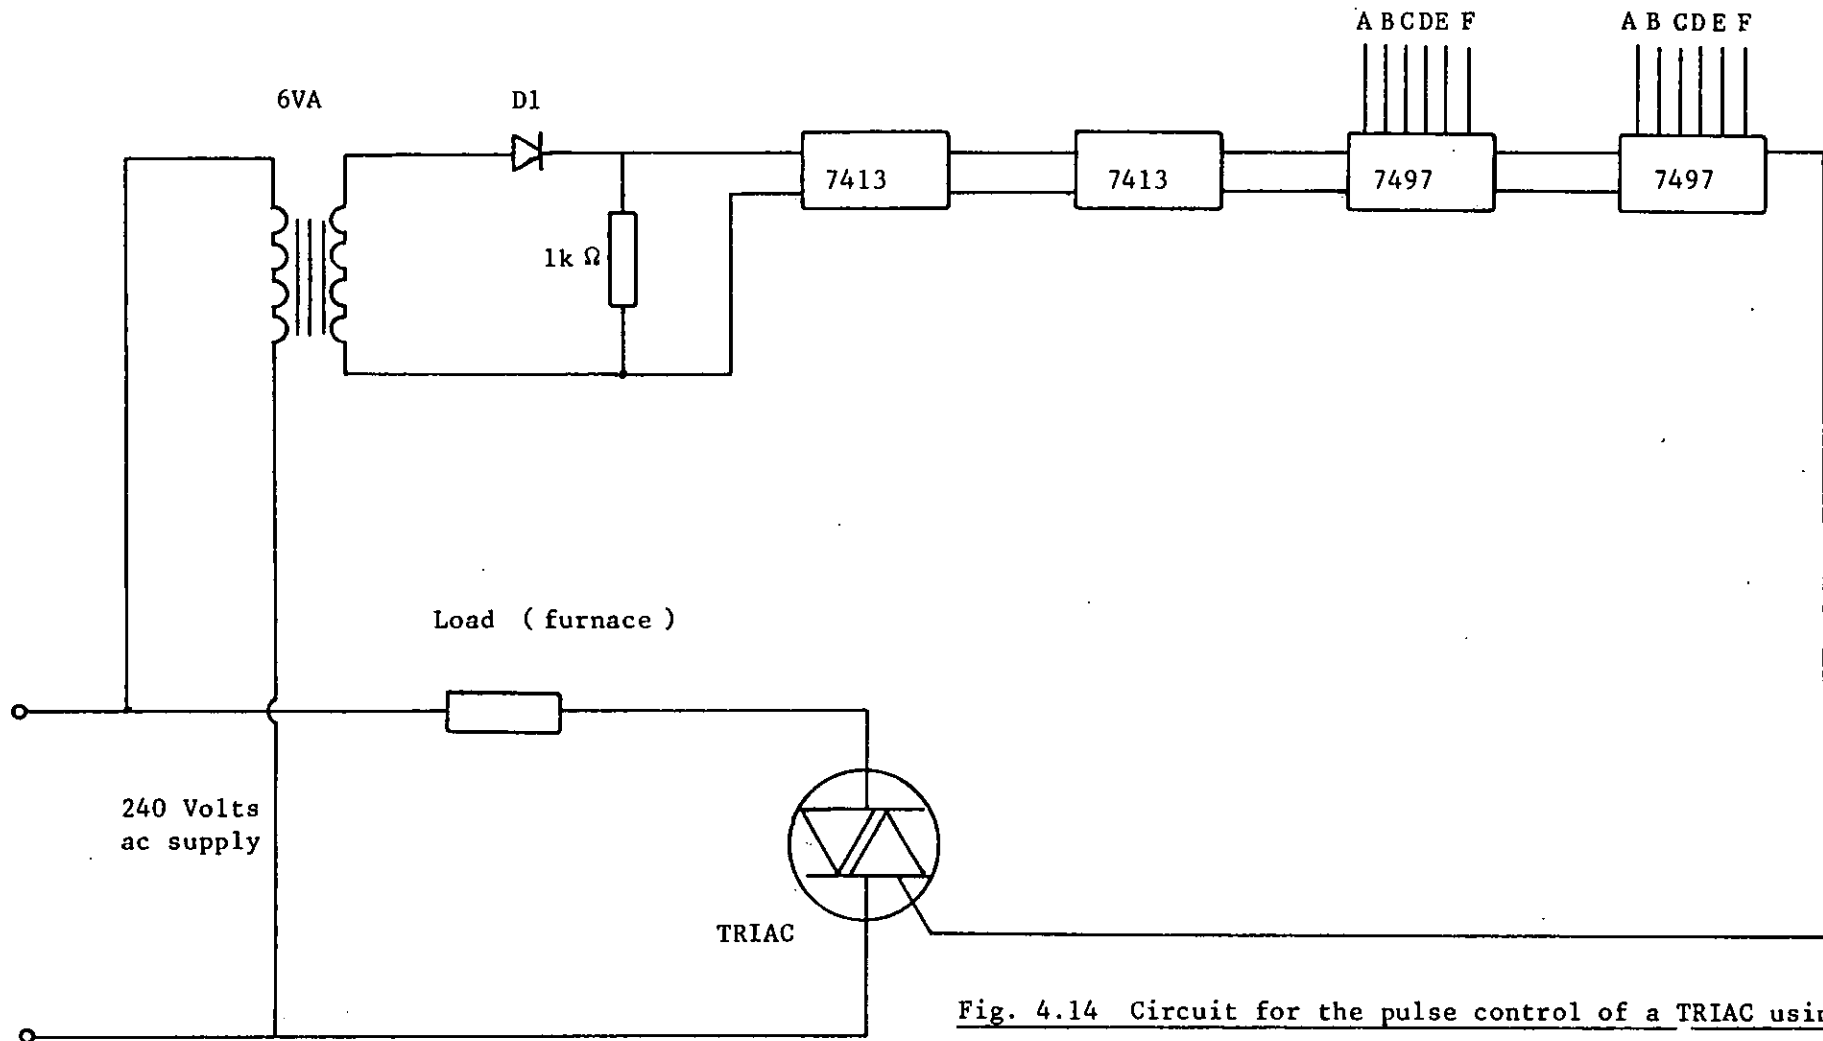 A B C D E F
A B C D E F
6VA
D1
7413
7413
7497
7497
1k Ω
Load ( furnace )
240 Volts
ac supply
TRIAC
Fig. 4.14 Circuit for the pulse control of a TRIAC usin